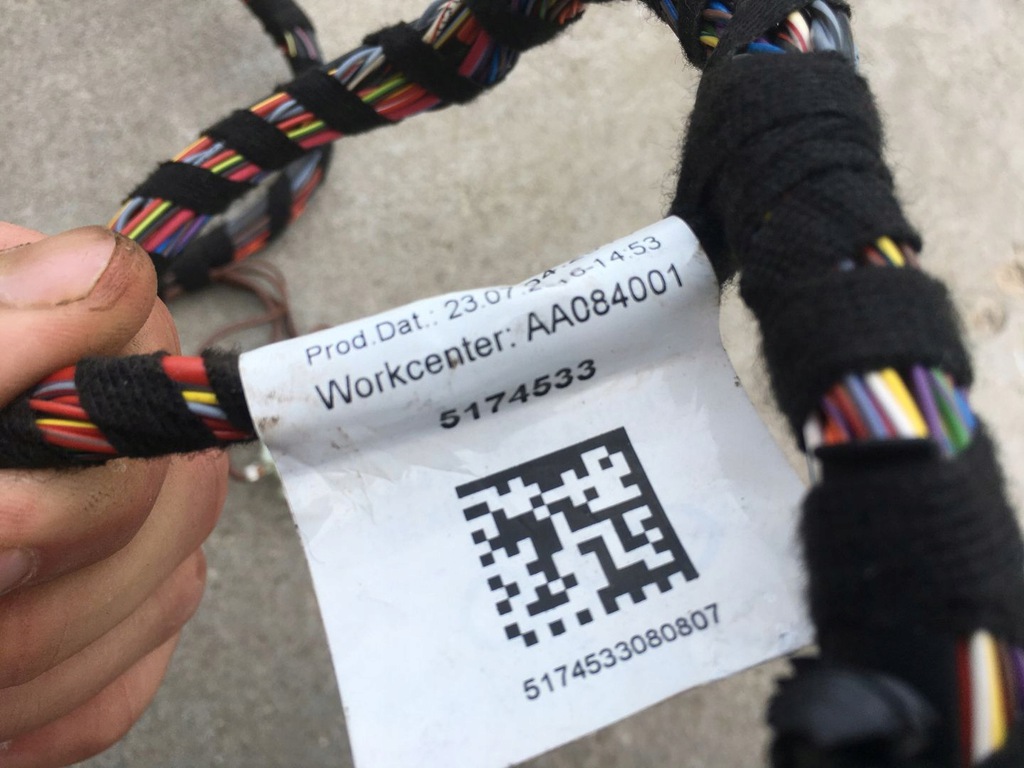 Prod.Dat.: 23.07. -14:53
Workcenter: AA084001
5174533
5174533080807